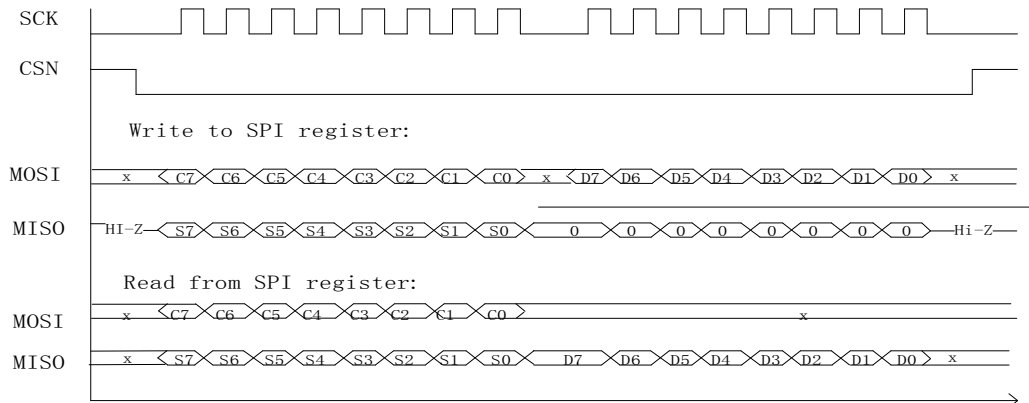 SCK
CSN
Write to SPI register:
MOSI x C7 C6 C5 C4 C3 C2 C1 C0 x D7 D6 D5 D4 D3 D2 D1 D0 x
MISO HI-Z S7 S6 S5 S4 S3 S2 S1 S0 0 0 0 0 0 0 0 0 Hi-Z
Read from SPI register:
MOSI x C7 C6 C5 C4 C3 C2 C1 C0 x
MISO x S7 S6 S5 S4 S3 S2 S1 S0 D7 D6 D5 D4 D3 D2 D1 D0 x